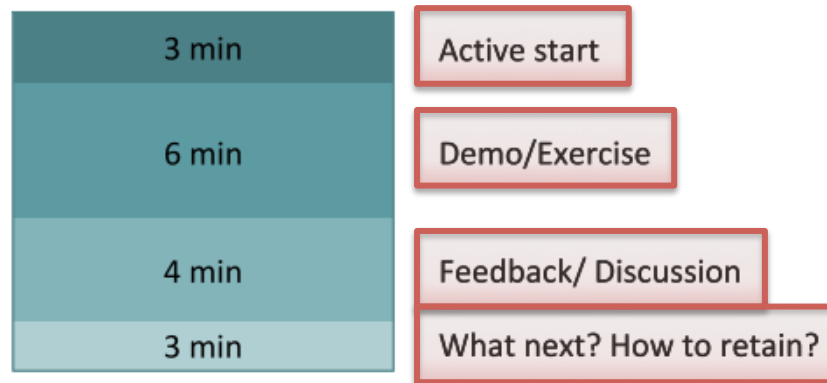 3 min
Active start
6 min
Demo/Exercise
4 min
Feedback/ Discussion
3 min
What next? How to retain?